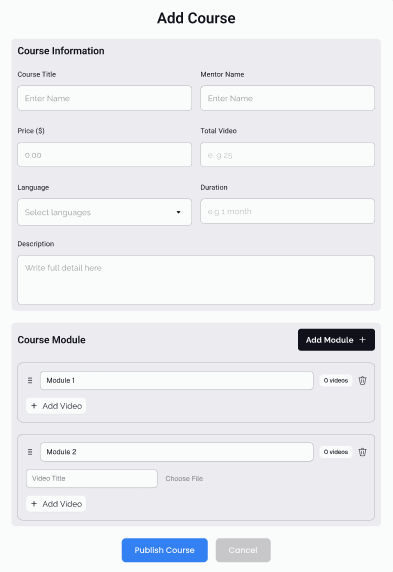 Add Course
Course Information
Course Title
Mentor Name
Enter Name
Enter Name
Price ($)
Total Video
0.00
e. g 25
Language
Duration
Select languages
e.g 1 month
Description
Write full detail here
Course Module
Add Module +
Module 1
0 videos
+ Add Video
Module 2
0 videos
Video Title
Choose File
+ Add Video
Publish Course
Cancel